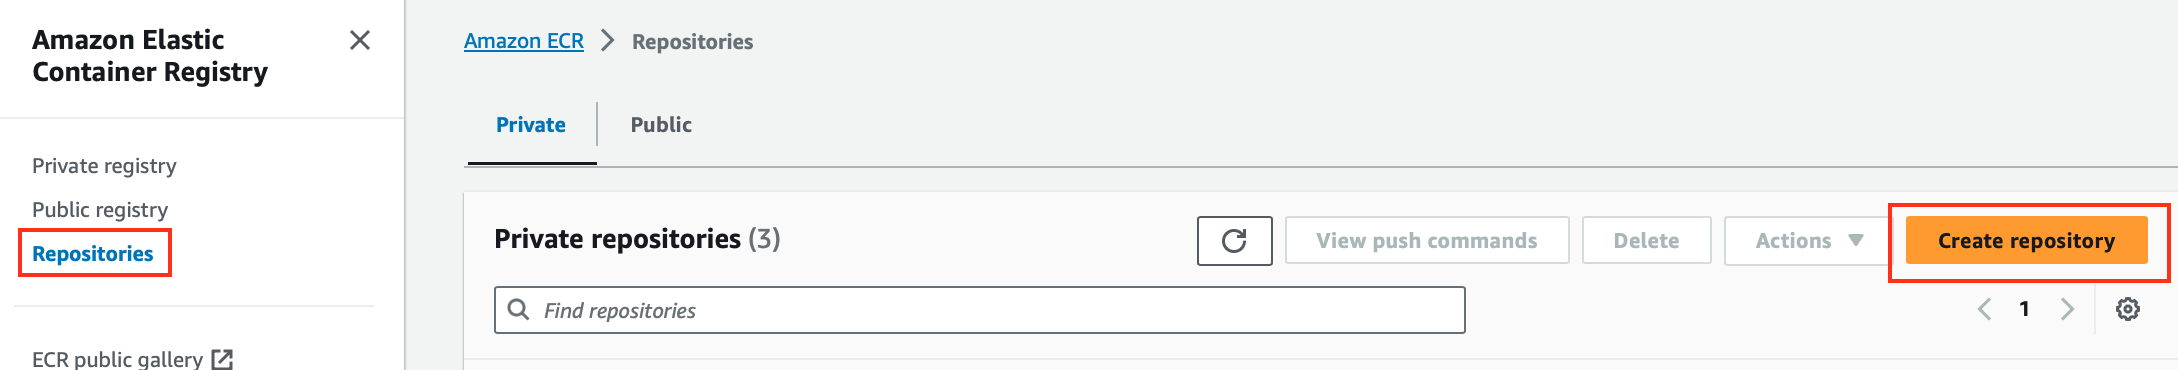 Amazon Elastic
Container Registry
Private registry
Public registry
Repositories
ECR public gallery
Amazon ECR > Repositories
Private Public
Private repositories (3)
View push commands Delete Actions Create repository
Find repositories
1